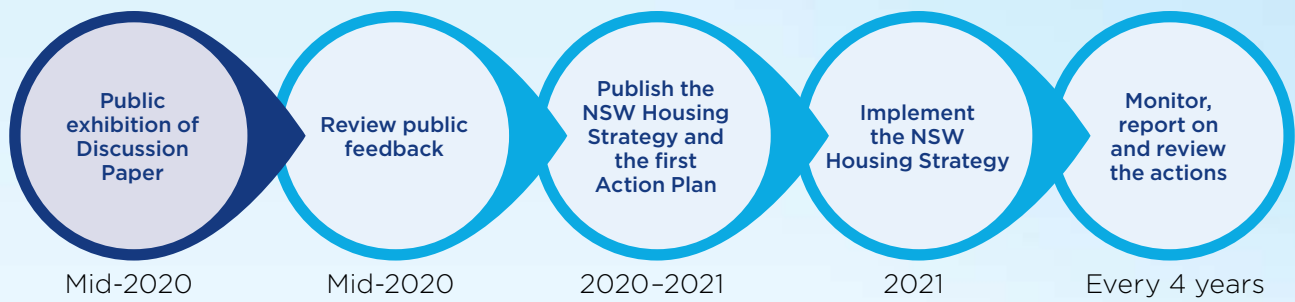 Public
exhibition of
Discussion
Paper
Review public
feedback
Publish the
NSW Housing
Strategy and
the first
Action Plan
Implement
the NSW
Housing Strategy
Monitor,
report on
and review
the actions
Mid-2020
Mid-2020
2020–2021
2021
Every 4 years